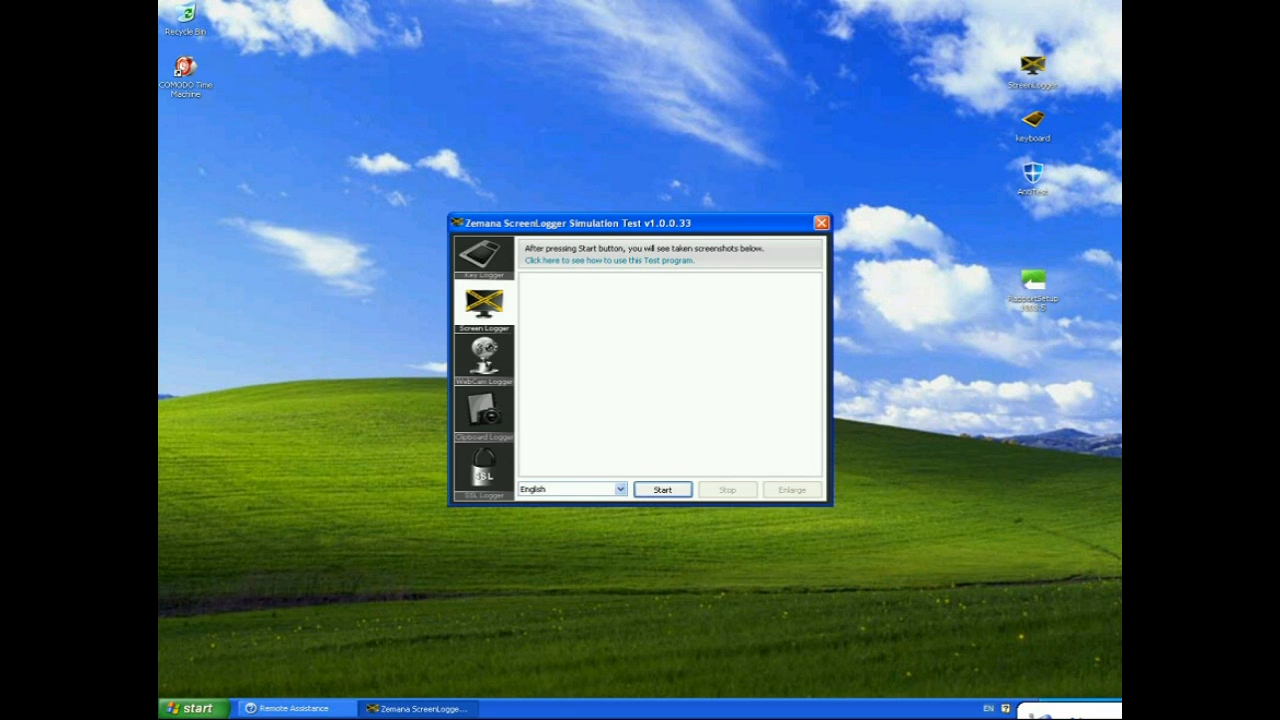 Recycle Bin
COMODO Time
Machine
ScreenLogger
keyboard
Zemana ScreenLogger Simulation Test v1.0.0.33
After pressing Start button, you will see taken screenshots below.
Click here to see how to use this Test program.
Key Logger
Screen Logger
WebCam Logger
Clipboard Logger
SSL
SSL Logger
English
Start
Stop
Enlarge
RapportSetup
start
Remote Assistance
Zemana ScreenLogge...
EN
?